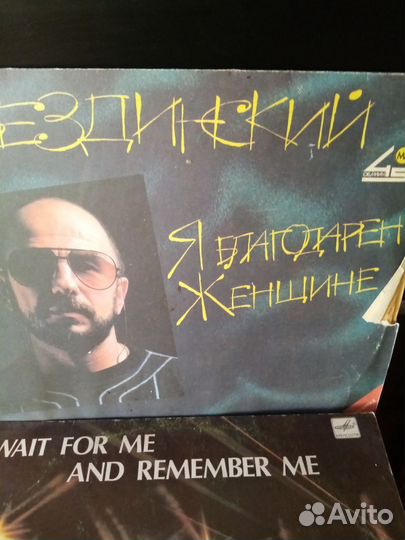 ЕЗДИНСКИЙ
Я БЛАГОДАРЕН
ЖЕНЩИНЕ
WAIT FOR ME
AND REMEMBER ME
Avito